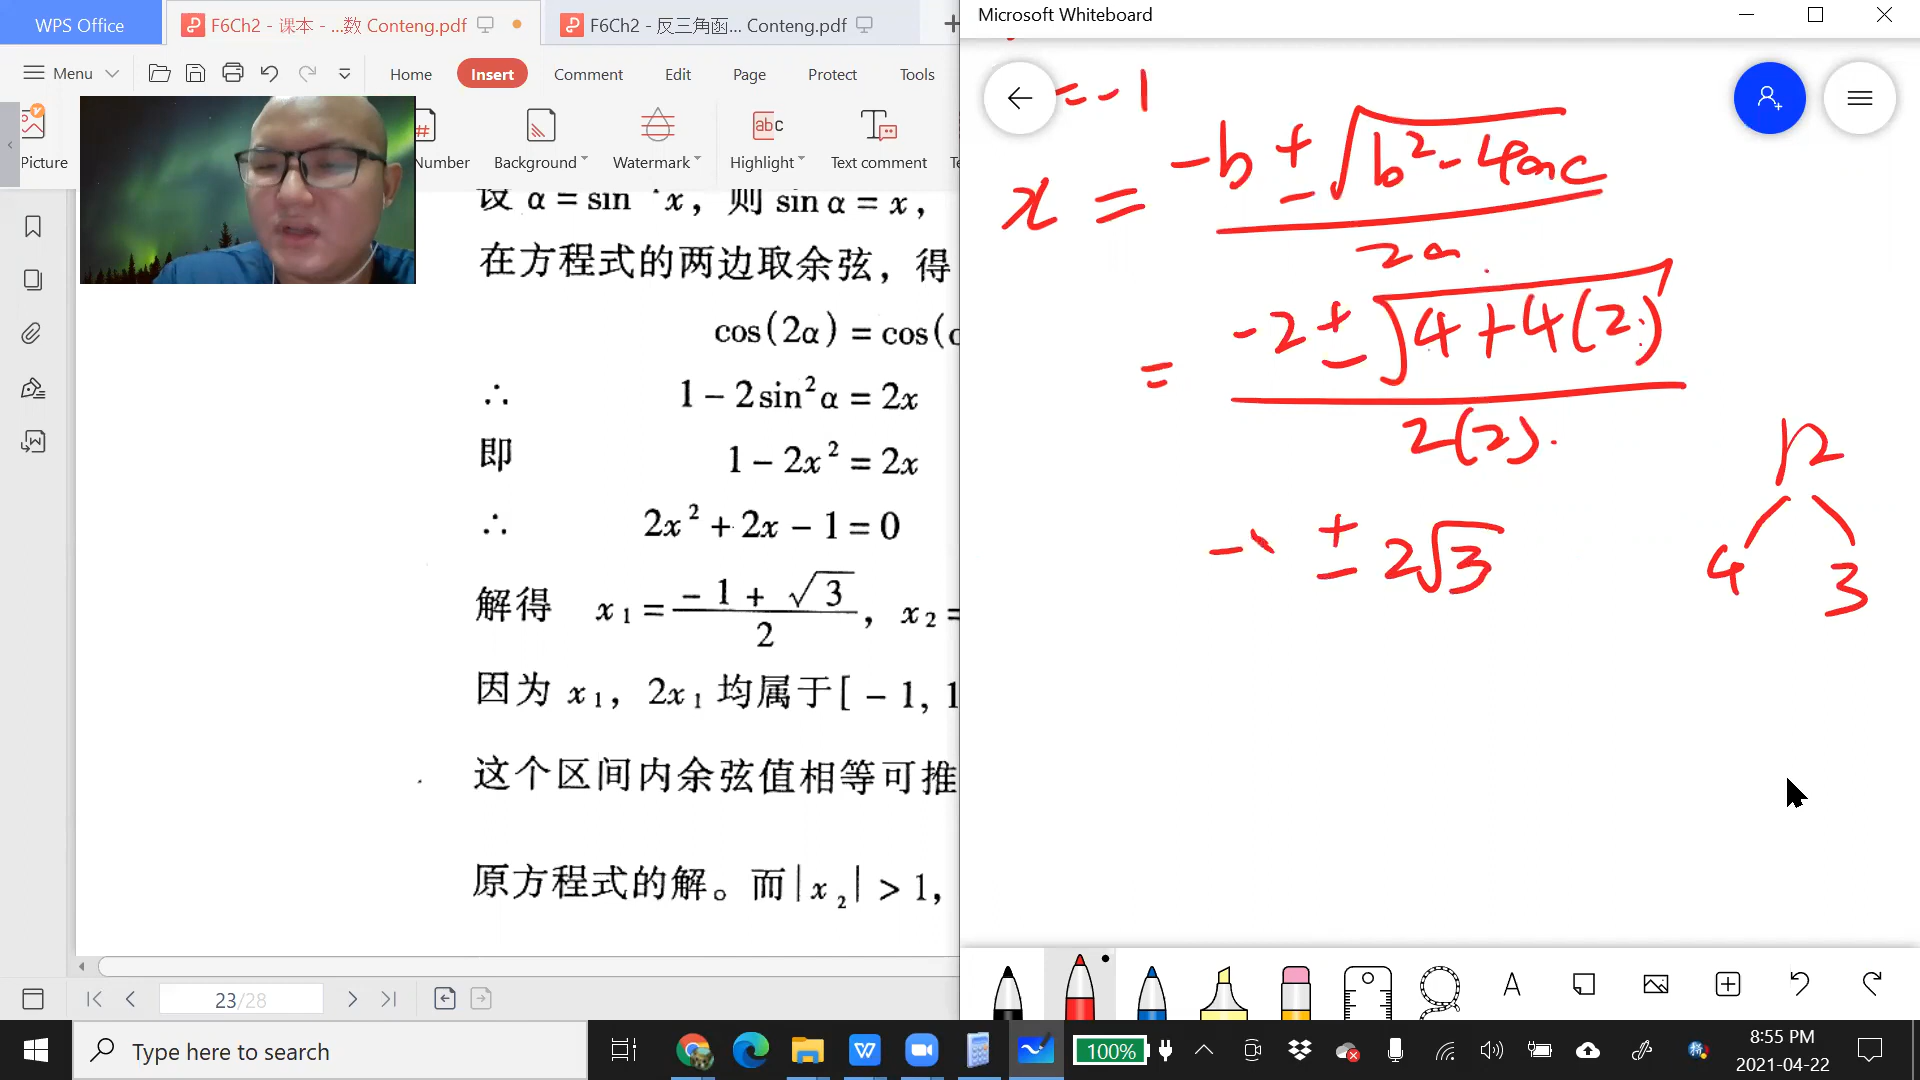 WPS Office
F6Ch2 - 课本 - ...数 Conteng.pdf
F6Ch2 - 反三角函... Conteng.pdf
Microsoft Whiteboard
Menu
Home
Insert
Comment
Edit
Page
Protect
Tools
Picture
Number
Background
Watermark
Highlight
Text comment
设 α = sin⁻¹x, 则 sin α = x,
在方程式的两边取余弦, 得
cos(2α) = cos(
∴ 1 − 2sin²α = 2x
即 1 − 2x² = 2x
∴ 2x² + 2x − 1 = 0
解得 x₁ = (−1 + √3)/2, x₂ =
因为 x₁, 2x₁ 均属于[ − 1, 1
这个区间内余弦值相等可推
原方程式的解。而|x₂| > 1,
= -1
x = (-b ± √(b² - 4ac))/(2a)
= (-2 ± √(4 + 4(2)))/(2(2))
± 2√3
12
4 3
23/28
Type here to search
100%
8:55 PM
2021-04-22